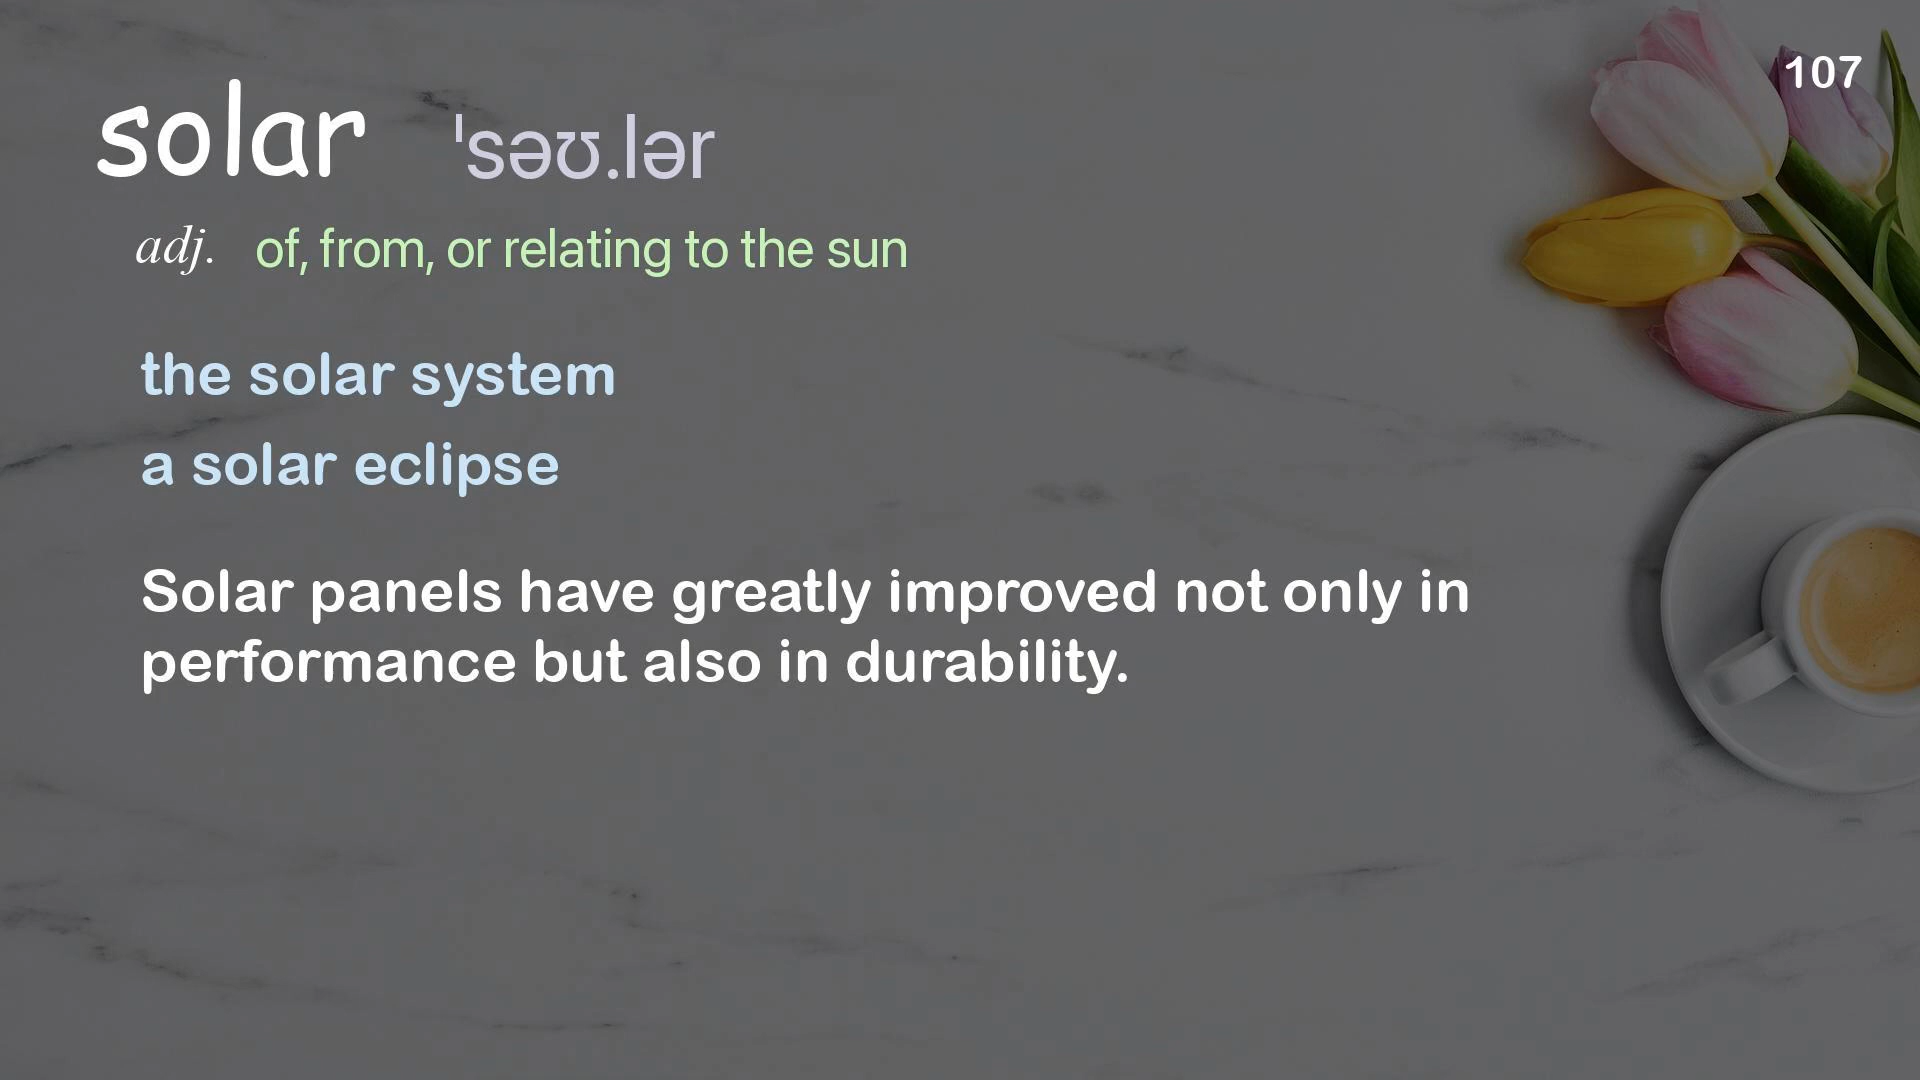 107
solar ˈsəʊ.lər
adj. of, from, or relating to the sun
the solar system
a solar eclipse
Solar panels have greatly improved not only in
performance but also in durability.